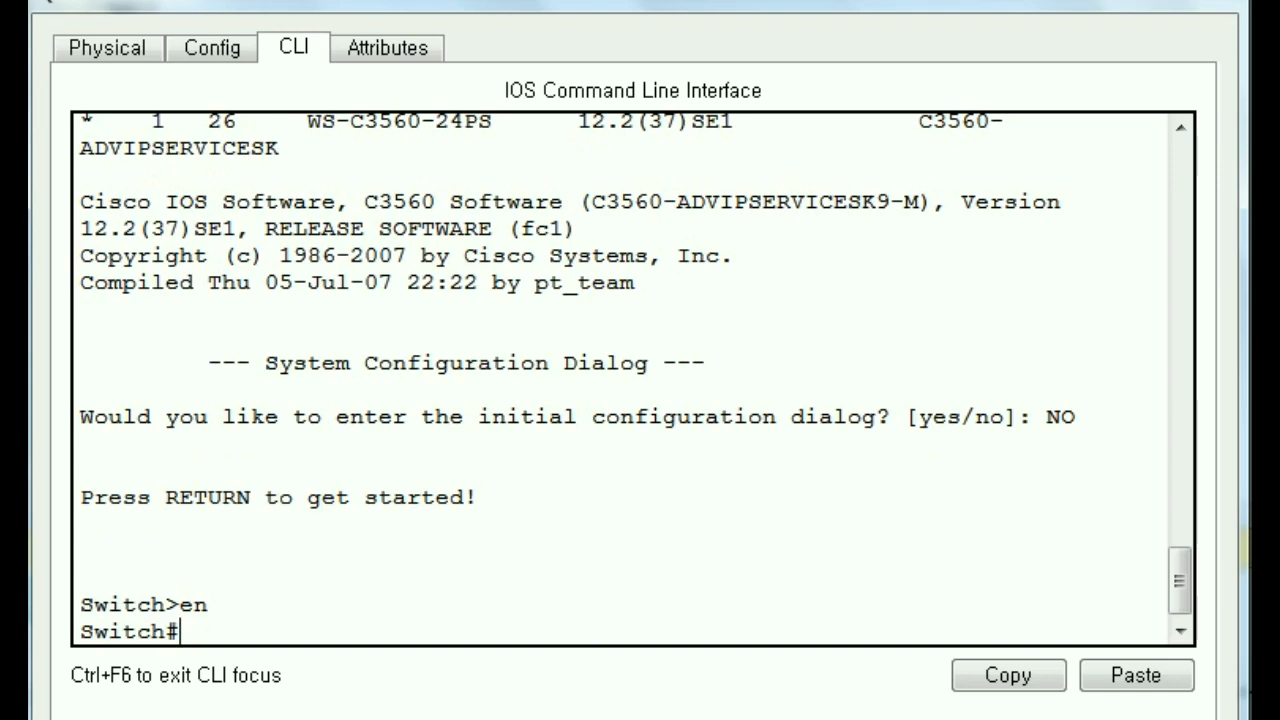 Physical Config CLI Attributes
IOS Command Line Interface
* 1 26 WS-C3560-24PS 12.2(37)SE1 C3560-
ADVIPSERVICESK
Cisco IOS Software, C3560 Software (C3560-ADVIPSERVICESK9-M), Version
12.2(37)SE1, RELEASE SOFTWARE (fc1)
Copyright (c) 1986-2007 by Cisco Systems, Inc.
Compiled Thu 05-Jul-07 22:22 by pt_team
--- System Configuration Dialog ---
Would you like to enter the initial configuration dialog? [yes/no]: NO
Press RETURN to get started!
Switch>en
Switch#
Ctrl+F6 to exit CLI focus Copy Paste